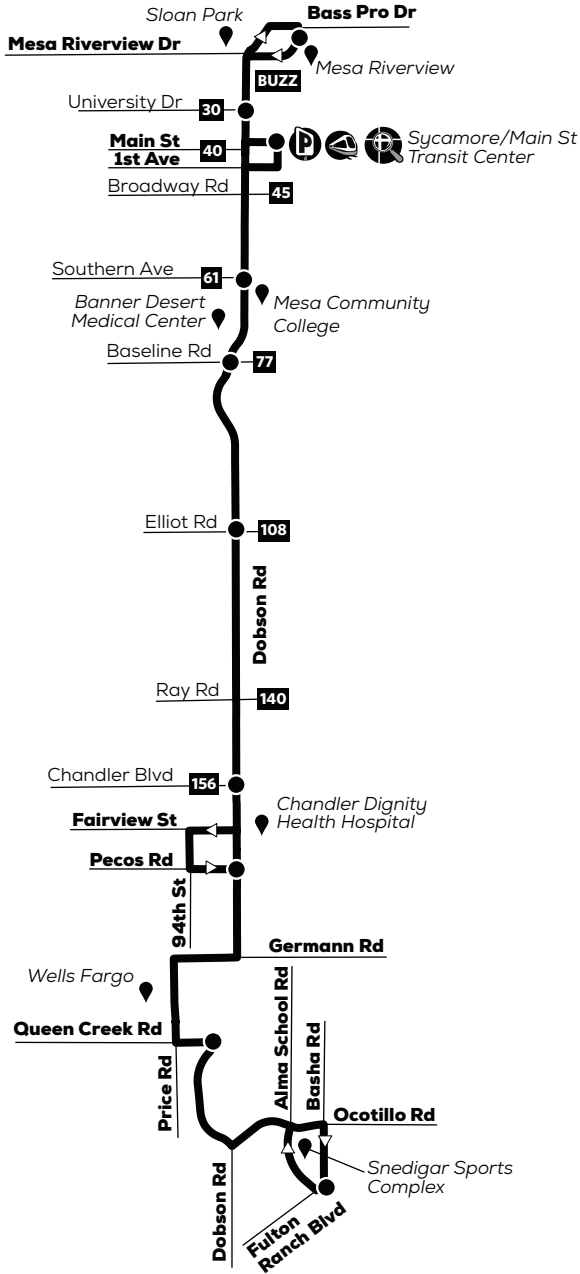 Sloan Park
Bass Pro Dr
Mesa Riverview Dr
Mesa Riverview
BUZZ
University Dr
30
Main St
40
1st Ave
P
Sycamore/Main St
Transit Center
Broadway Rd
45
Southern Ave
61
Banner Desert
Medical Center
Mesa Community
College
Baseline Rd
77
Elliot Rd
108
Dobson Rd
Ray Rd
140
Chandler Blvd
156
Chandler Dignity
Health Hospital
Fairview St
Pecos Rd
94th St
Germann Rd
Wells Fargo
Queen Creek Rd
Price Rd
Alma School Rd
Basha Rd
Ocotillo Rd
Snedigar Sports
Complex
Dobson Rd
Fulton
Ranch Blvd